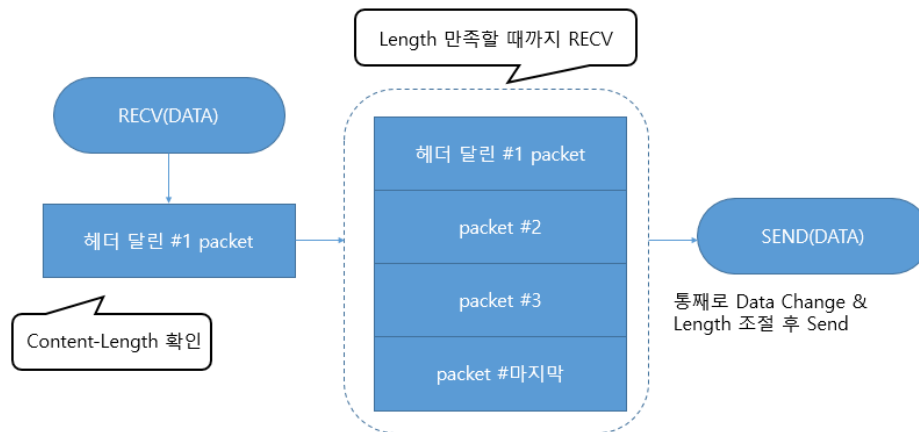 Length 만족할 때까지 RECV
RECV(DATA)
헤더 달린 #1 packet
Content-Length 확인
헤더 달린 #1 packet
packet #2
packet #3
packet #마지막
SEND(DATA)
통째로 Data Change &
Length 조절 후 Send